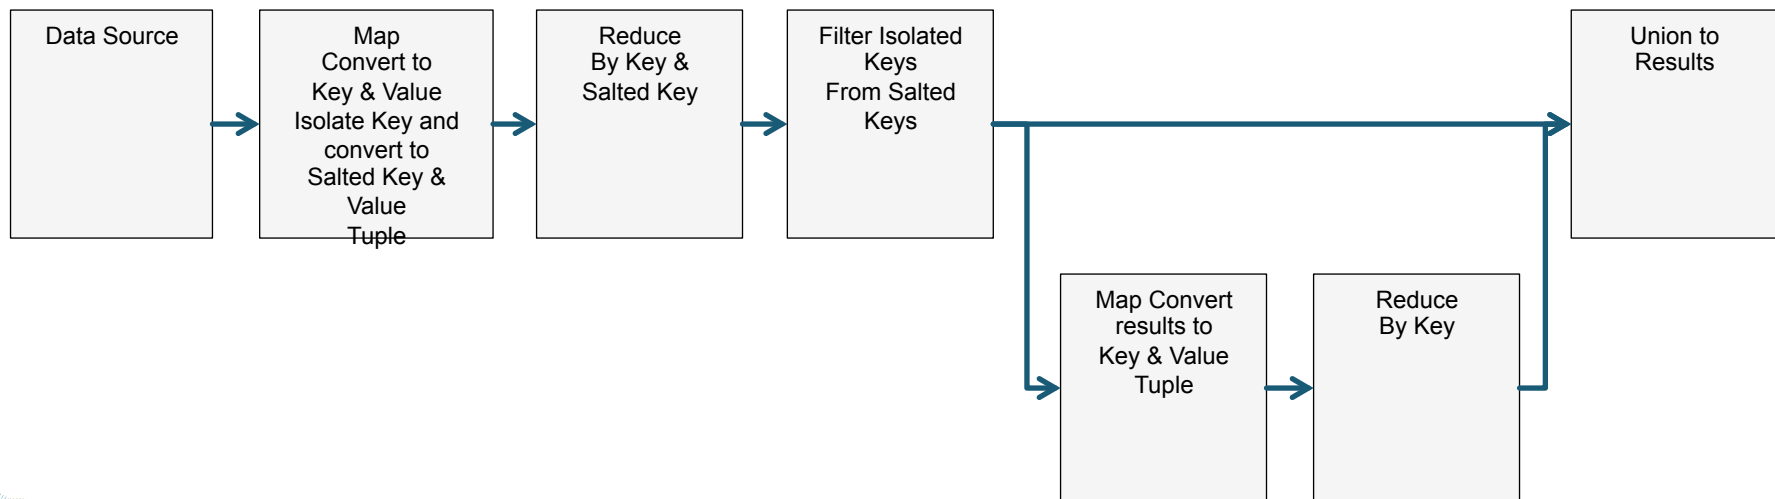 Data Source
Map
Convert to
Key & Value
Isolate Key and
convert to
Salted Key &
Value
Tuple
Reduce
By Key &
Salted Key
Filter Isolated
Keys
From Salted
Keys
Union to
Results
Map Convert
results to
Key & Value
Tuple
Reduce
By Key